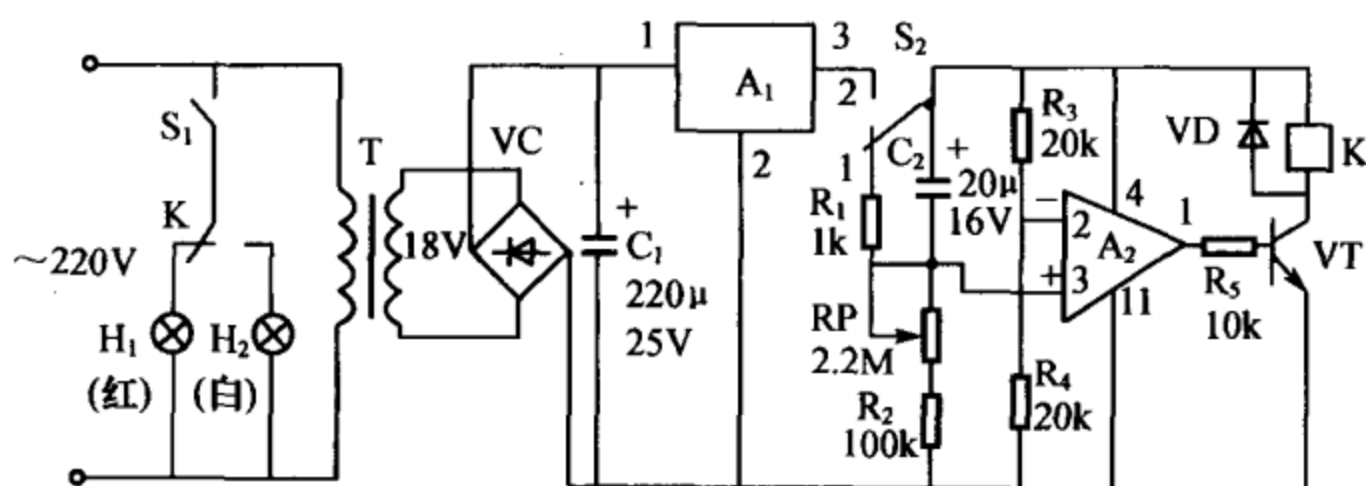 ~220V
S₁
K
H₁
(红)
H₂
(白)
T
18V
VC
+
C₁
220μ
25V
1
A₁
3
2
2
S₂
1
R₁
1k
C₂
+
20μ
16V
RP
2.2M
R₂
100k
R₃
20k
R₄
20k
−
2
+
3
A₂
4
11
1
R₅
10k
VD
K
VT